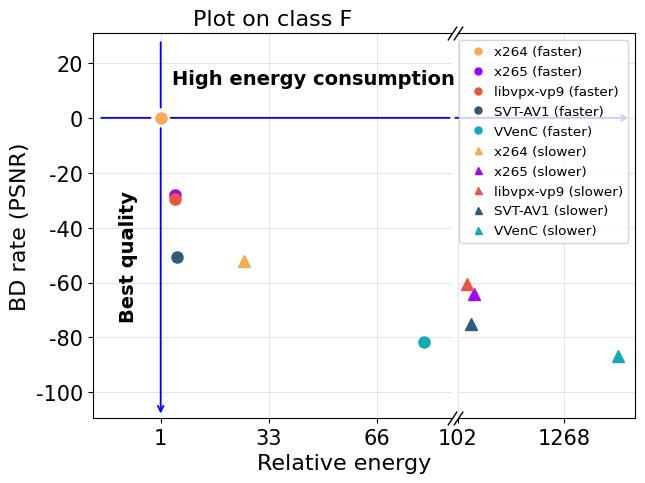 Plot on class F
BD rate (PSNR)
20
0
-20
-40
-60
-80
-100
High energy consumption
Best quality
x264 (faster)
x265 (faster)
libvpx-vp9 (faster)
SVT-AV1 (faster)
VVenC (faster)
x264 (slower)
x265 (slower)
libvpx-vp9 (slower)
SVT-AV1 (slower)
VVenC (slower)
1 33 66 102 1268
Relative energy